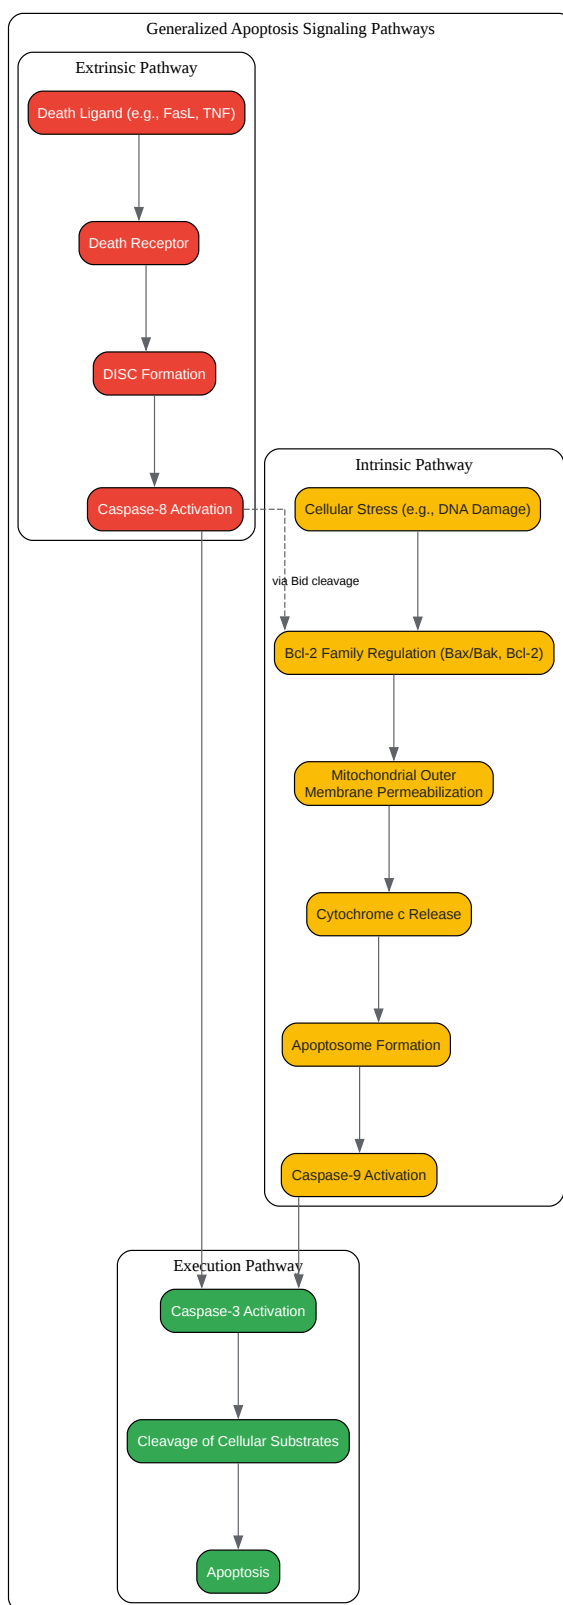 Generalized Apoptosis Signaling Pathways
Extrinsic Pathway
Death Ligand (e.g., FasL, TNF)
Death Receptor
DISC Formation
Caspase-8 Activation
Intrinsic Pathway
Cellular Stress (e.g., DNA Damage)
via Bid cleavage
Bcl-2 Family Regulation (Bax/Bak, Bcl-2)
Mitochondrial Outer
Membrane Permeabilization
Cytochrome c Release
Apoptosome Formation
Caspase-9 Activation
Execution Pathway
Caspase-3 Activation
Cleavage of Cellular Substrates
Apoptosis